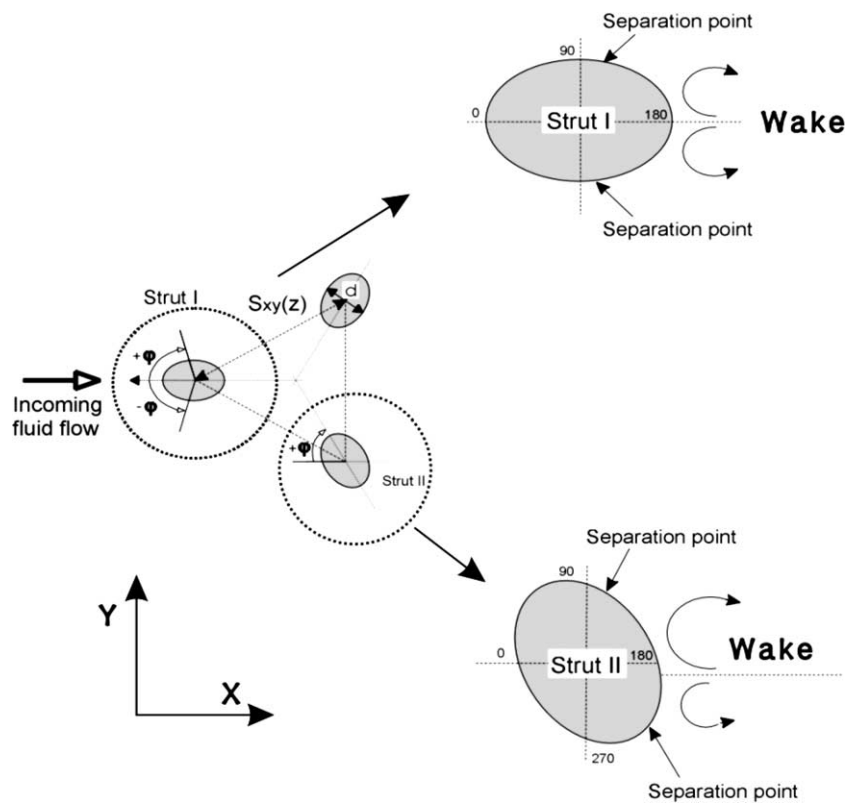 Separation point
90
0
Strut I
180
Wake
Separation point
Strut I
Sxy(z)
d
+φ
-φ
Incoming
fluid flow
+φ
Strut II
Separation point
90
0
Strut II
180
Wake
270
Separation point
Y
X